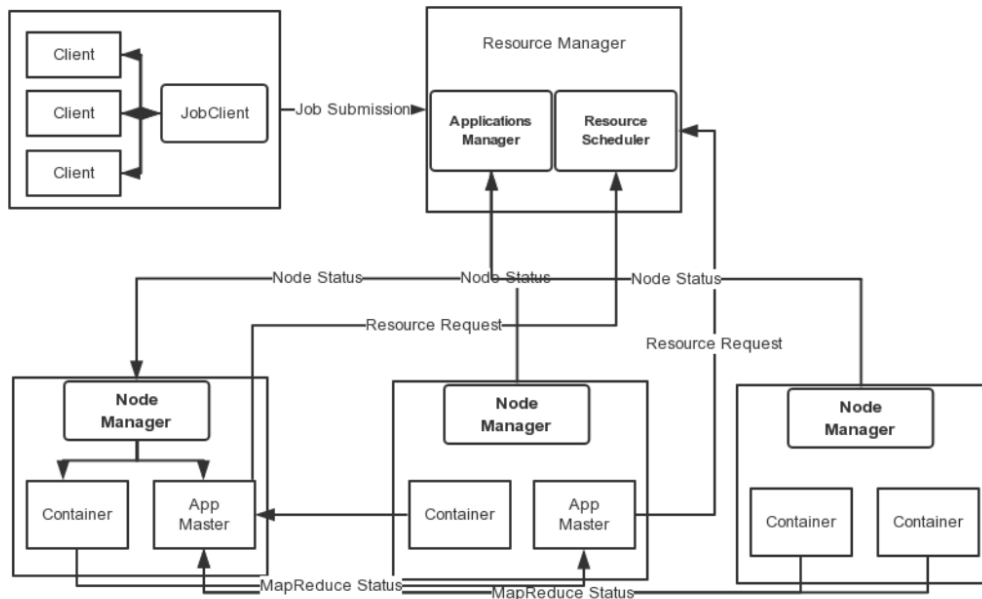 Client
Client
Client
JobClient
Job Submission
Resource Manager
Applications
Manager
Resource
Scheduler
Node Status
Node Status
Node Status
Resource Request
Resource Request
Node
Manager
Container
App
Master
Node
Manager
Container
App
Master
Node
Manager
Container
Container
MapReduce Status
MapReduce Status